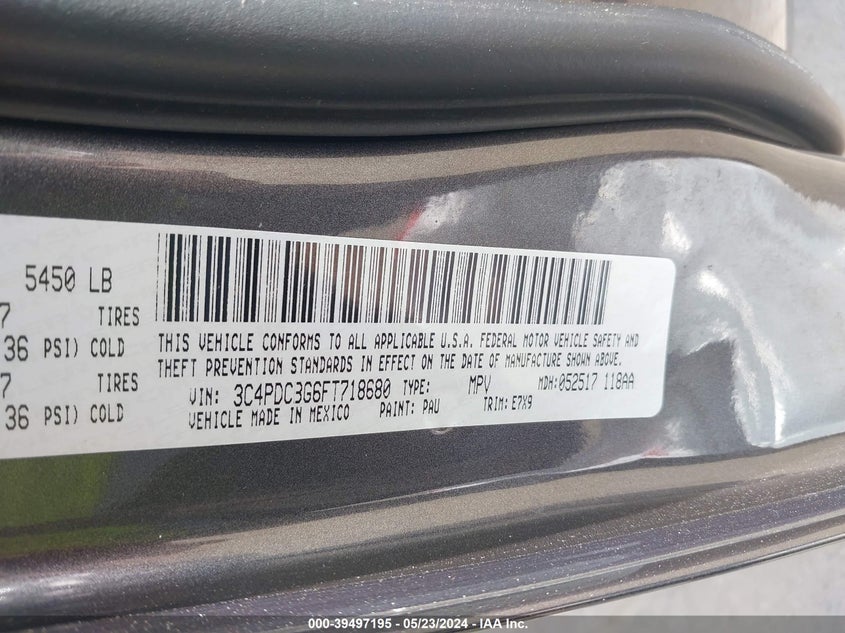 5450 LB
7 TIRES
36 PSI) COLD
7 TIRES
36 PSI) COLD
THIS VEHICLE CONFORMS TO ALL APPLICABLE U.S.A. FEDERAL MOTOR VEHICLE SAFETY AND
THEFT PREVENTION STANDARDS IN EFFECT ON THE DATE OF MANUFACTURE SHOWN ABOVE.
VIN: 3C4PDC3G6FT718680 TYPE: MPV MDH:052517 118AA
VEHICLE MADE IN MEXICO PAINT: PAU TRIM: E7X9
000-39497195 - 05/23/2024 - IAA Inc.